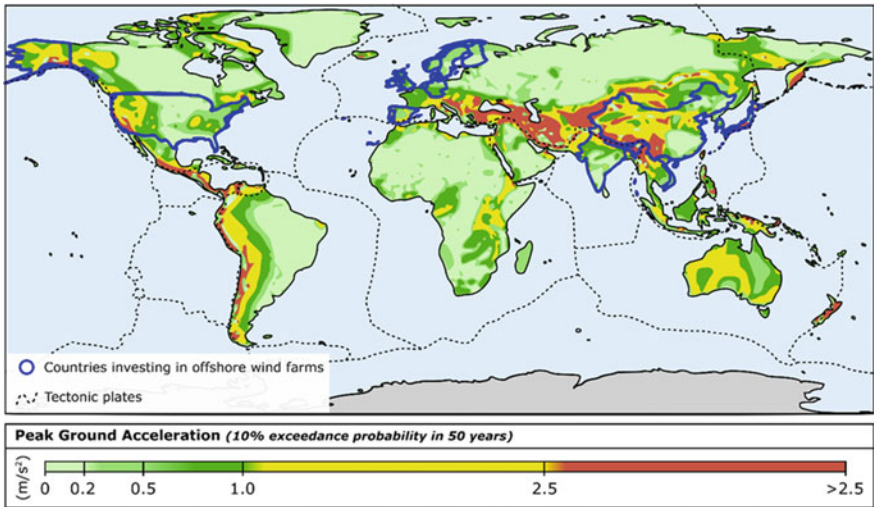 Countries investing in offshore wind farms
Tectonic plates
Peak Ground Acceleration (10% exceedance probability in 50 years)
(m/s²)
0 0.2 0.5 1.0 2.5 >2.5